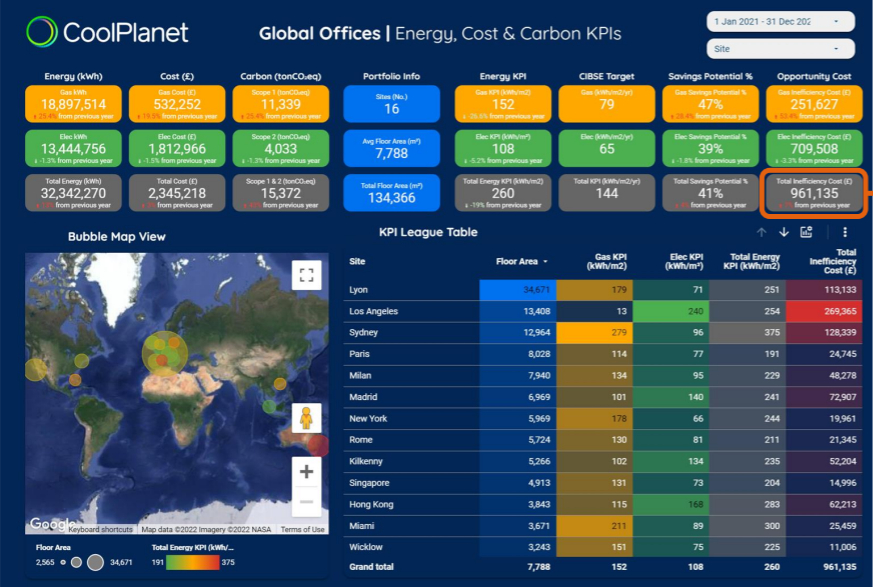 CoolPlanet
Global Offices | Energy, Cost & Carbon KPIs
1 Jan 2021 - 31 Dec 202
Site
Energy (kWh) Cost (£) Carbon (tonCO₂eq) Portfolio Info Energy KPI CIBSE Target Savings Potential % Opportunity Cost
Gas kWh Gas Cost (£) Scope 1 (tonCO₂eq) Sites (No.) Gas KPI (kWh/m2) Gas (kWh/m2/yr) Gas Savings Potential % Gas Inefficiency Cost (£)
18,897,514 532,252 11,339 16 152 79 47% 251,627
from previous year from previous year from previous year from previous year from previous year from previous year
Elec kWh Elec Cost (£) Scope 2 (tonCO₂eq) Avg Floor Area (m²) Elec KPI (kWh/m²) Elec (kWh/m2/yr) Elec Savings Potential % Elec Inefficiency Cost (£)
13,444,756 1,812,966 4,033 7,788 108 65 39% 709,508
-1.3% from previous year -1.5% from previous year -1.3% from previous year -5.2% from previous year -1.8% from previous year -3.3% from previous year
Total Energy (kWh) Total Cost (£) Scope 1 & 2 (tonCO₂eq) Total Floor Area (m²) Total Energy KPI (kWh/m2) Total KPI (kWh/m2/yr) Total Savings Potential % Total Inefficiency Cost (£)
32,342,270 2,345,218 15,372 134,366 260 144 41% 961,135
from previous year from previous year from previous year -19% from previous year from previous year from previous year
Bubble Map View
KPI League Table
Site Floor Area Gas KPI (kWh/m2) Elec KPI (kWh/m²) Total Energy KPI (kWh/m2) Total Inefficiency Cost (£)
Lyon 34,671 179 71 251 113,133
Los Angeles 13,408 13 240 254 269,365
Sydney 12,964 279 96 375 128,339
Paris 8,028 114 77 191 24,745
Milan 7,940 134 95 229 48,278
Madrid 6,969 101 140 241 72,907
New York 5,969 178 66 244 19,961
Rome 5,724 130 81 211 21,345
Kilkenny 5,266 102 134 235 52,204
Singapore 4,913 131 73 204 14,996
Hong Kong 3,843 115 168 283 62,213
Miami 3,671 211 89 300 25,459
Wicklow 3,243 151 75 225 11,006
Grand total 7,788 152 108 260 961,135
Google
Keyboard shortcuts Map data ©2022 Imagery ©2022 NASA Terms of Use
Floor Area Total Energy KPI (kWh/...
2,565 34,671 191 375